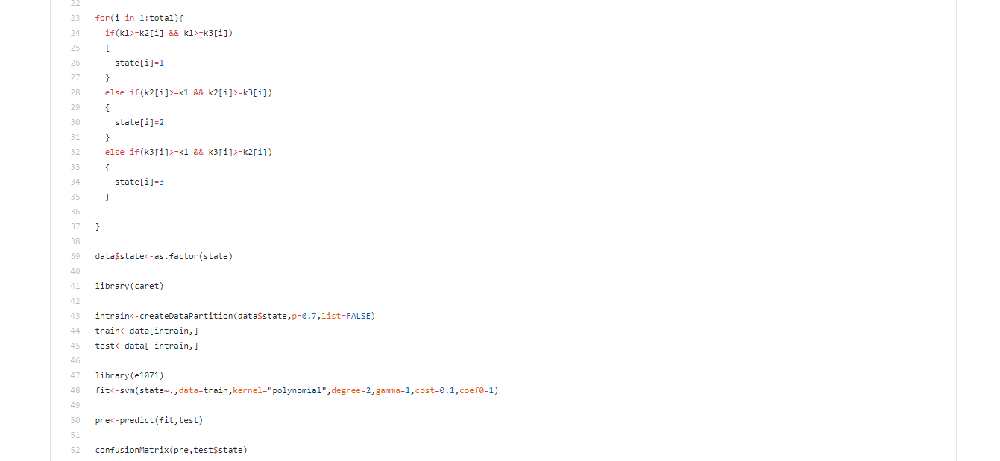 22
23 for(i in 1:total){
24   if(k1>=k2[i] && k1>=k3[i])
25   {
26     state[i]=1
27   }
28   else if(k2[i]>=k1 && k2[i]>=k3[i])
29   {
30     state[i]=2
31   }
32   else if(k3[i]>=k1 && k3[i]>=k2[i])
33   {
34     state[i]=3
35   }
36
37 }
38
39 data$state<-as.factor(state)
40
41 library(caret)
42
43 intrain<-createDataPartition(data$state,p=0.7,list=FALSE)
44 train<-data[intrain,]
45 test<-data[-intrain,]
46
47 library(e1071)
48 fit<-svm(state~.,data=train,kernel="polynomial",degree=2,gamma=1,cost=0.1,coef0=1)
49
50 pre<-predict(fit,test)
51
52 confusionMatrix(pre,test$state)